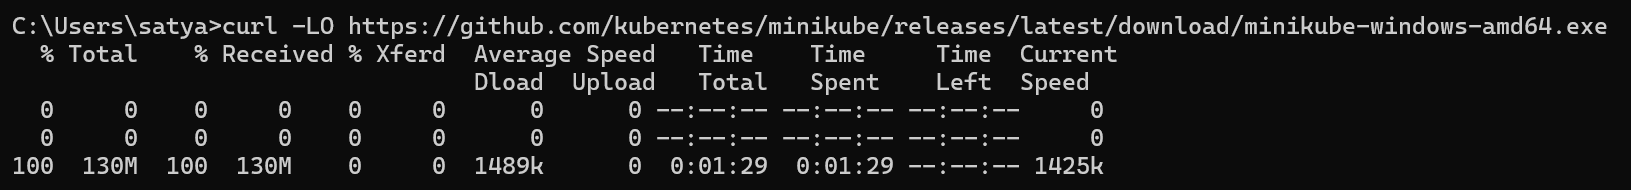 C:\Users\satya>curl -LO https://github.com/kubernetes/minikube/releases/latest/download/minikube-windows-amd64.exe
  % Total    % Received % Xferd  Average Speed   Time    Time     Time  Current
                                 Dload  Upload   Total   Spent    Left  Speed
  0     0    0     0    0     0      0      0 --:--:-- --:--:-- --:--:--     0
  0     0    0     0    0     0      0      0 --:--:-- --:--:-- --:--:--     0
100  130M  100  130M    0     0  1489k      0  0:01:29  0:01:29 --:--:-- 1425k